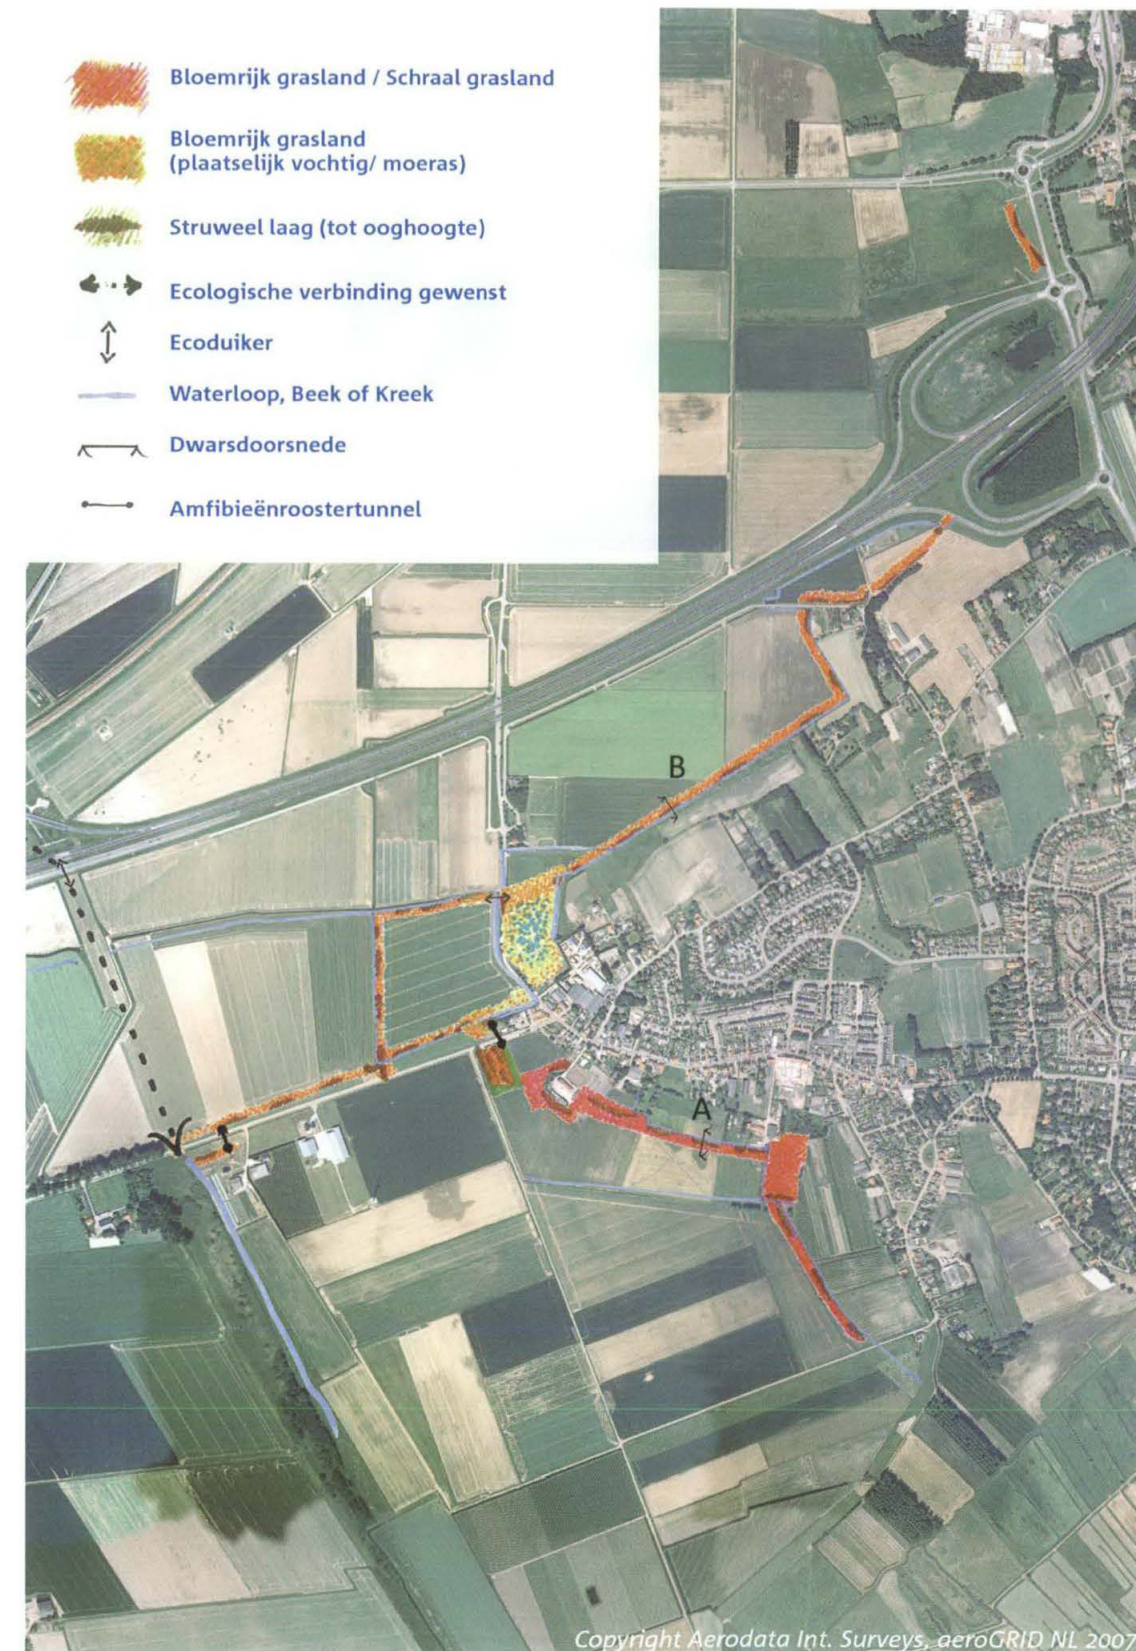 Bloemrijk grasland / Schraal grasland
Bloemrijk grasland
(plaatselijk vochtig/ moeras)
Struweel laag (tot ooghoogte)
Ecologische verbinding gewenst
Ecoduiker
Waterloop, Beek of Kreek
Dwarsdoorsnede
Amfibieënroostertunnel
B
A
Copyright Aerodata Int. Surveys, aeroGRID NL 2007